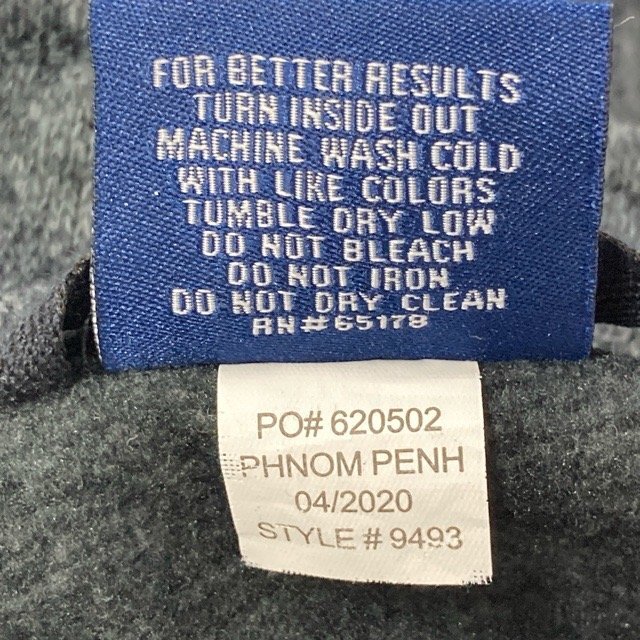 FOR BETTER RESULTS
TURN INSIDE OUT
MACHINE WASH COLD
WITH LIKE COLORS
TUMBLE DRY LOW
DO NOT BLEACH
DO NOT IRON
DO NOT DRY CLEAN
RN#65178
PO# 620502
PHNOM PENH
04/2020
STYLE # 9493